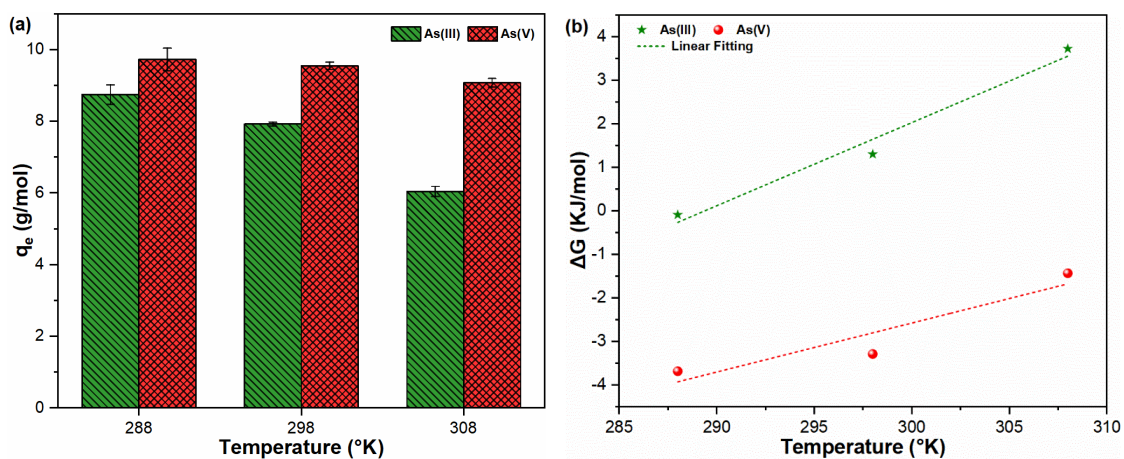 (a)
As(III) As(V)
10
8
6
4
2
0
qe (g/mol)
288 298 308
Temperature (°K)
(b)
As(III) As(V)
Linear Fitting
4
3
2
1
0
-1
-2
-3
-4
ΔG (KJ/mol)
285 290 295 300 305 310
Temperature (°K)